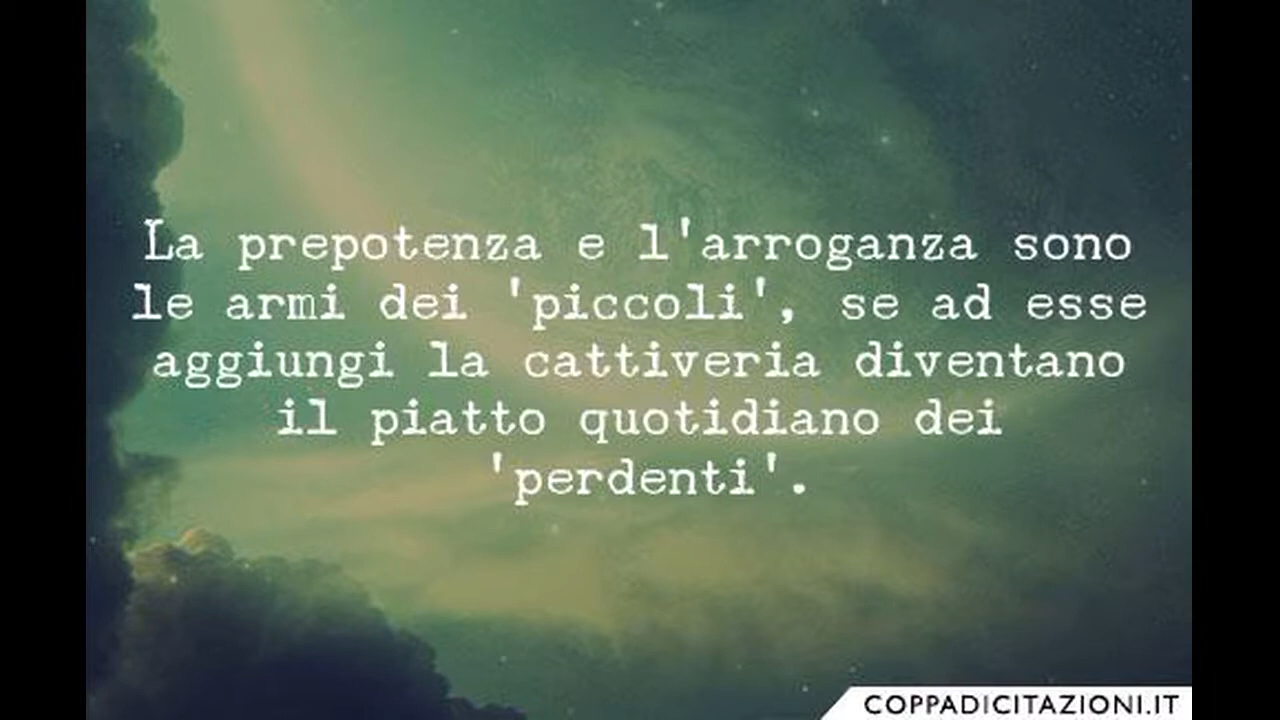 La prepotenza e l'arroganza sono
le armi dei 'piccoli', se ad esse
aggiungi la cattiveria diventano
il piatto quotidiano dei
'perdenti'.
COPPADICITAZIONI.IT